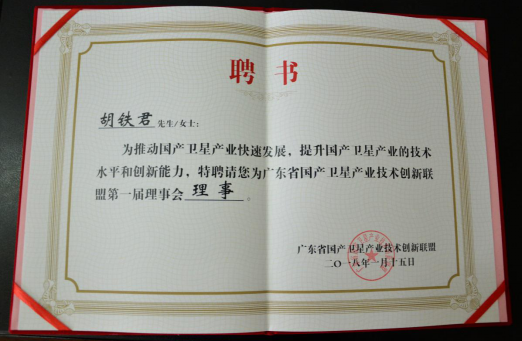 聘书
胡铁君先生/女士：
为推动国产卫星产业快速发展，提升国产卫星产业的技术
水平和创新能力，特聘请您为广东省国产卫星产业技术创新联
盟第一届理事会理事。
广东省国产卫星产业技术创新联盟
二〇一八年一月十五日